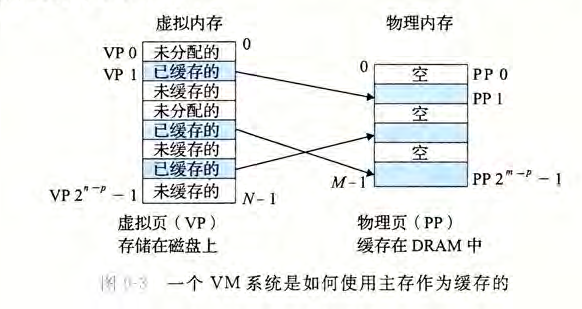 虚拟内存
物理内存
VP 0 未分配的 0
VP 1 已缓存的
未缓存的
未分配的
已缓存的
未缓存的
已缓存的
VP 2^{n-p}-1 未缓存的 N-1
0 空 PP 0
PP 1
空
空
M-1 PP 2^{m-p}-1
虚拟页（VP）
存储在磁盘上
物理页（PP）
缓存在 DRAM 中
图 9-3 一个 VM 系统是如何使用主存作为缓存的